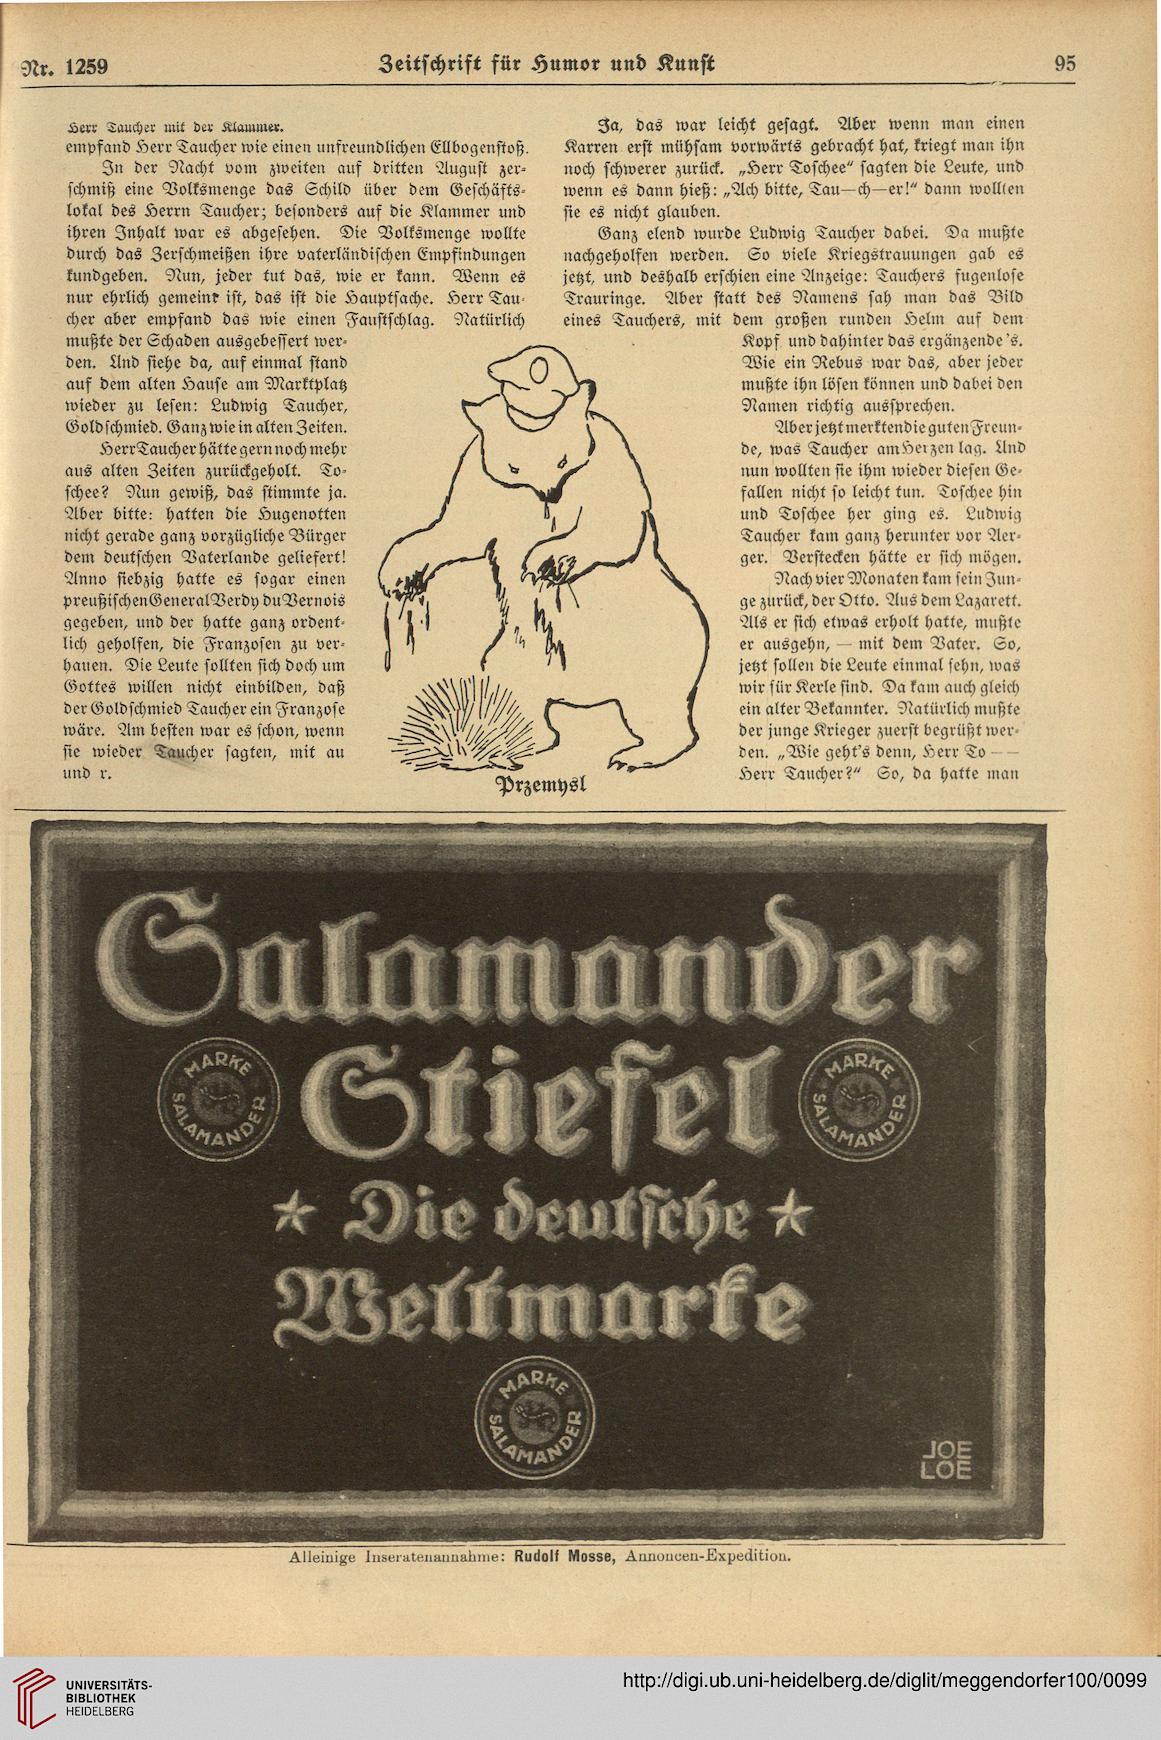 Nr. 1259
Zeitschrift für Humor und Kunst
95
Herr Taucher mit der Klammer.
empfand Herr Taucher wie einen unfreundlichen Ellbogenstoß.
In der Nacht vom zweiten auf dritten August zer-
schmiß eine Volksmenge das Schild über dem Geschäfts-
lokal des Herrn Taucher; besonders auf die Klammer und
ihren Inhalt war es abgesehen. Die Volksmenge wollte
durch das Zerschmeißen ihre vaterländischen Empfindungen
kundgeben. Nun, jeder tut das, wie er kann. Wenn es
nur ehrlich gemeint ist, das ist die Hauptsache. Herr Tau-
cher aber empfand das wie einen Faustschlag. Natürlich
mußte der Schaden ausgebessert wer-
den. Und siehe da, auf einmal stand
auf dem alten Hause am Marktplatz
wieder zu lesen: Ludwig Taucher,
Goldschmied. Ganz wie in alten Zeiten.
Herr Taucher hätte gern noch mehr
aus alten Zeiten zurückgeholt. To-
schee? Nun gewiß, das stimmte ja.
Aber bitte: hatten die Hugenotten
nicht gerade ganz vorzügliche Bürger
dem deutschen Vaterlande geliefert!
Anno siebzig hatte es sogar einen
preußischen General Verdy du Vernois
gegeben, und der hatte ganz ordent-
lich geholfen, die Franzosen zu ver-
hauen. Die Leute sollten sich doch um
Gottes willen nicht einbilden, daß
der Goldschmied Taucher ein Franzose
wäre. Am besten war es schon, wenn
sie wieder Taucher sagten, mit au
und r.
Ja, das war leicht gesagt. Aber wenn man einen
Karren erst mühsam vorwärts gebracht hat, kriegt man ihn
noch schwerer zurück. „Herr Toschee“ sagten die Leute, und
wenn es dann hieß: „Ach bitte, Tau—ch—er!“ dann wollten
sie es nicht glauben.
Ganz elend wurde Ludwig Taucher dabei. Da mußte
nachgeholfen werden. So viele Kriegstrauungen gab es
jetzt, und deshalb erschien eine Anzeige: Tauchers fugenlose
Trauringe. Aber statt des Namens sah man das Bild
eines Tauchers, mit dem großen runden Helm auf dem
Kopf und dahinter das ergänzende 's.
Wie ein Rebus war das, aber jeder
mußte ihn lösen können und dabei den
Namen richtig aussprechen.
Aber jetzt merkten die guten Freun-
de, was Taucher am Herzen lag. Und
nun wollten sie ihm wieder diesen Ge-
fallen nicht so leicht tun. Toschee hin
und Toschee her ging es. Ludwig
Taucher kam ganz herunter vor Aer-
ger. Verstecken hätte er sich mögen.
Nach vier Monaten kam sein Jun-
ge zurück, der Otto. Aus dem Lazarett.
Als er sich etwas erholt hatte, mußte
er ausgehn, — mit dem Vater. So,
jetzt sollen die Leute einmal sehn, was
wir für Kerle sind. Da kam auch gleich
ein alter Bekannter. Natürlich mußte
der junge Krieger zuerst begrüßt wer-
den. „Wie geht's denn, Herr To — —
Herr Taucher?“ So, da hatte man
Przemysl
Salamander
Stiefel
MARKE SALAMANDER
MARKE SALAMANDER
* Die deutsche *
Weltmarke
MARKE SALAMANDER
JOE
LOE
Alleinige Inseratenannahme: Rudolf Mosse, Annoncen-Expedition.
UNIVERSITÄTS-
BIBLIOTHEK
HEIDELBERG
http://digi.ub.uni-heidelberg.de/diglit/meggendorfer100/0099